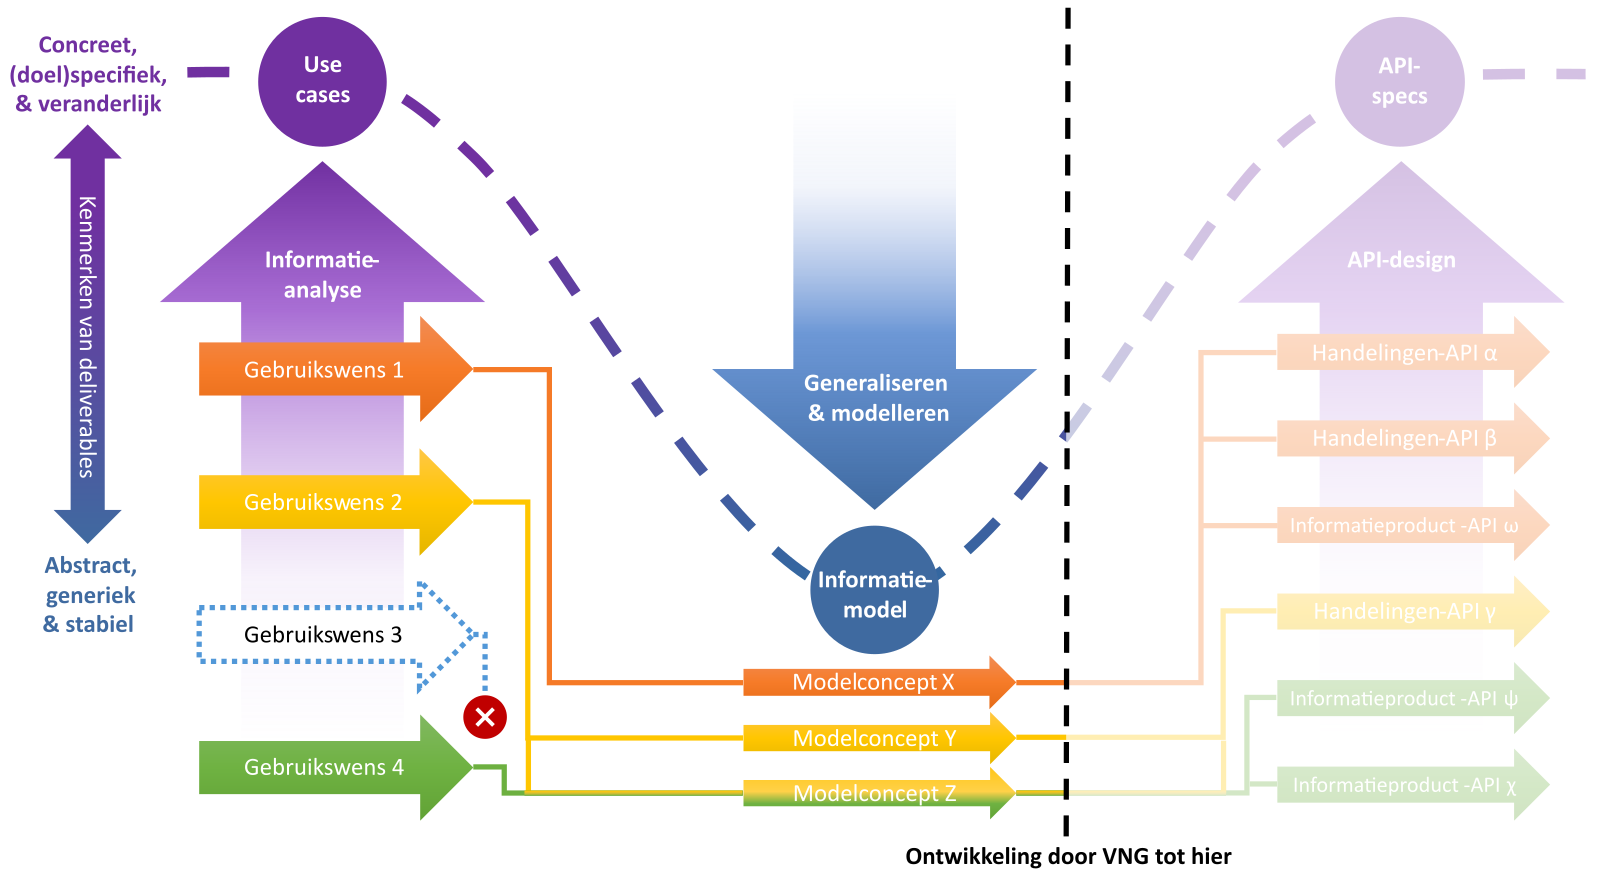 Concreet,
(doel)specifiek,
& veranderlijk
Kenmerken van deliverables
Abstract,
generiek
& stabiel
Use
cases
Informatie-
analyse
Gebruikswens 1
Gebruikswens 2
Gebruikswens 3
Gebruikswens 4
Generaliseren
& modelleren
Informatie-
model
Modelconcept X
Modelconcept Y
Modelconcept Z
Ontwikkeling door VNG tot hier
API-
specs
API-design
Handelingen-API α
Handelingen-API β
Informatieproduct -API ω
Handelingen-API γ
Informatieproduct -API ψ
Informatieproduct -API χ